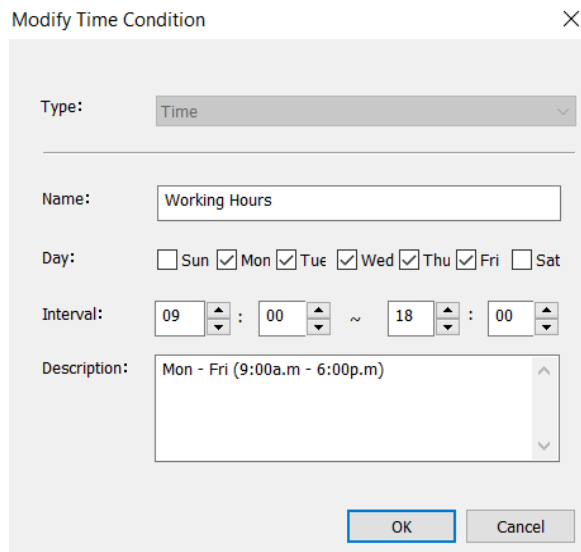 Modify Time Condition
Type: Time
Name: Working Hours
Day: Sun Mon Tue Wed Thu Fri Sat
Interval: 09 : 00 ~ 18 : 00
Description: Mon - Fri (9:00a.m - 6:00p.m)
OK Cancel